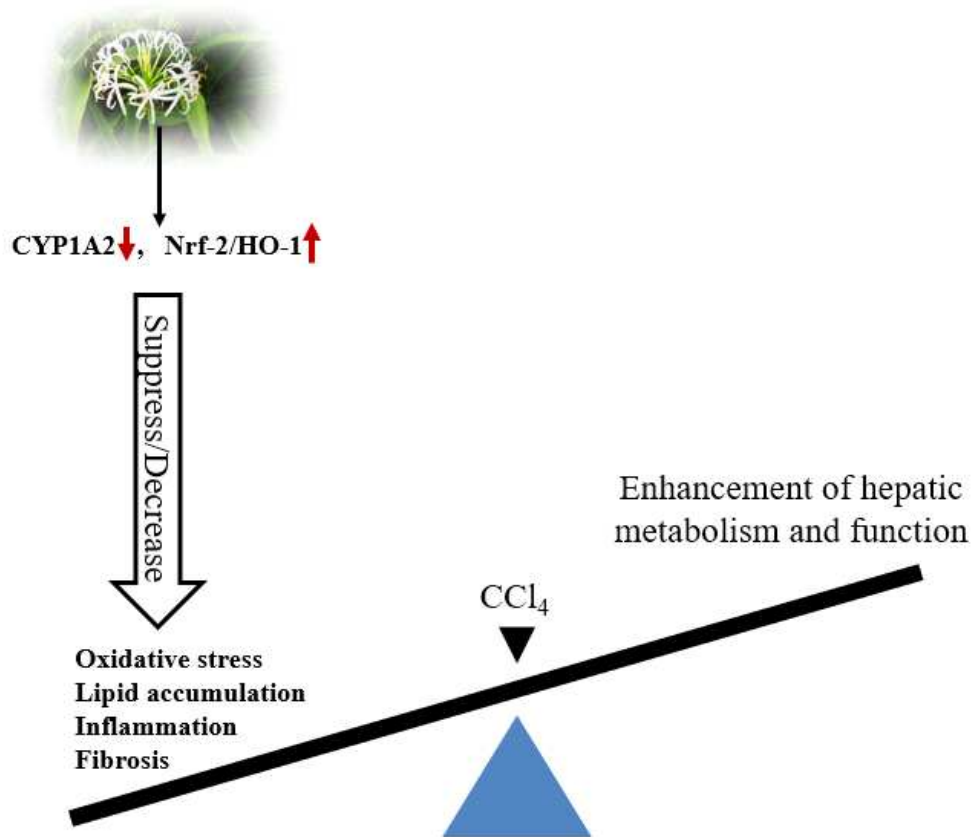 CYP1A2, Nrf-2/HO-1
Suppress/Decrease
Enhancement of hepatic
metabolism and function
CCl₄
Oxidative stress
Lipid accumulation
Inflammation
Fibrosis